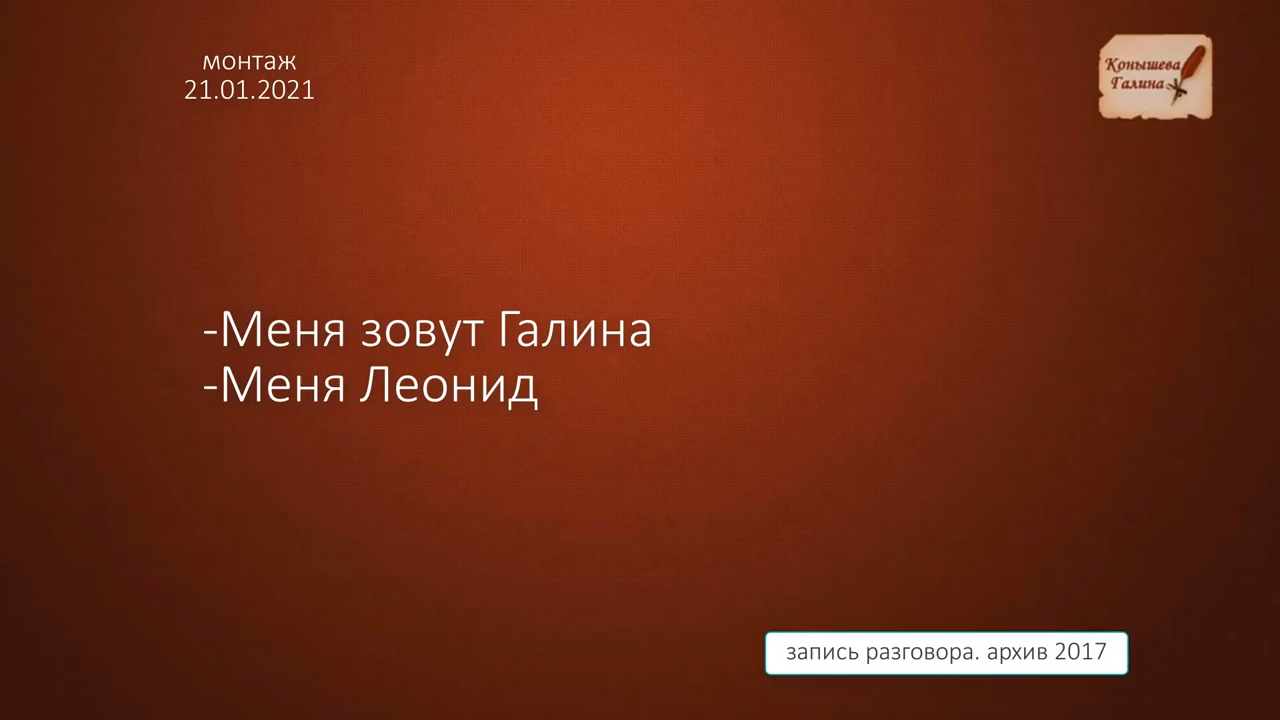 монтаж
21.01.2021
Конышева
Галина
-Меня зовут Галина
-Меня Леонид
запись разговора. архив 2017